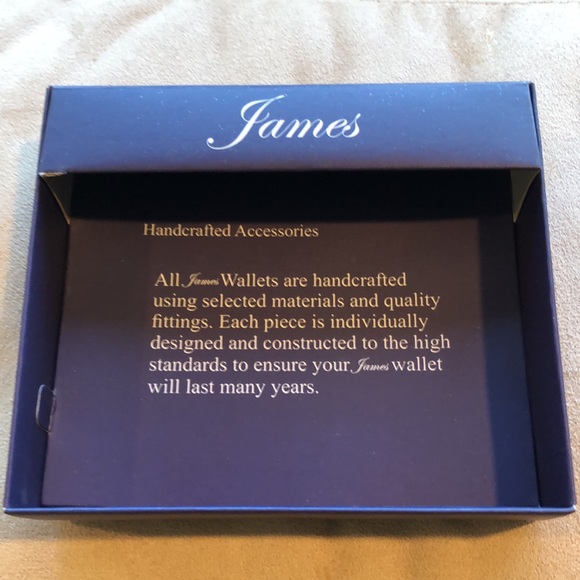 James
Handcrafted Accessories
All James Wallets are handcrafted
using selected materials and quality
fittings. Each piece is individually
designed and constructed to the high
standards to ensure your James wallet
will last many years.